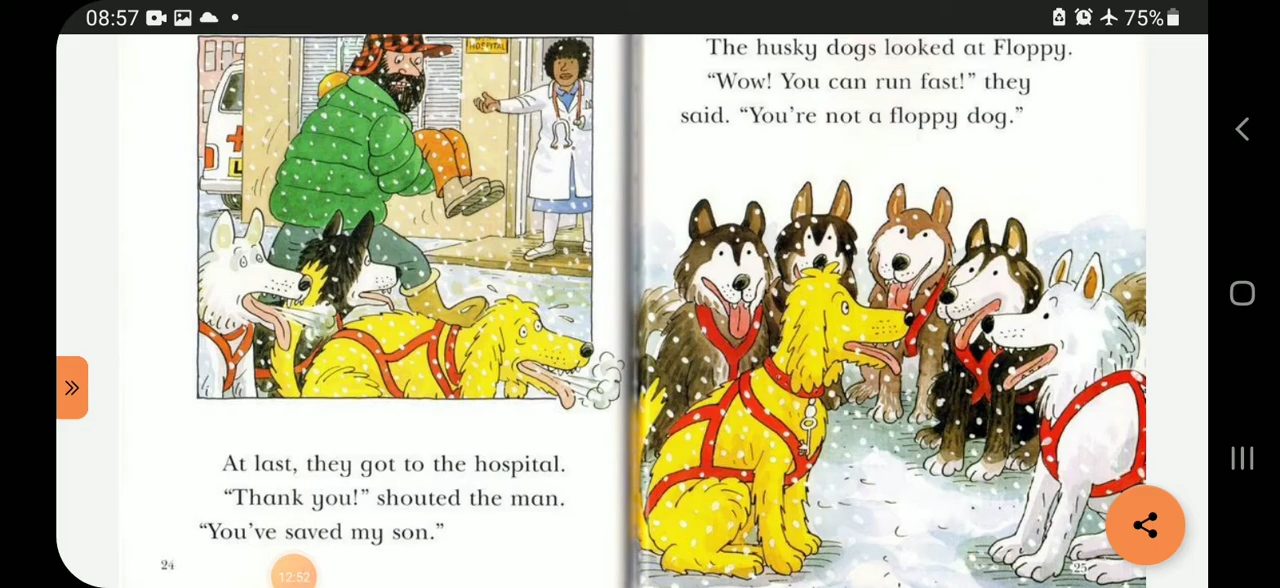 08:57
75%
HOSPITAL
At last, they got to the hospital.
“Thank you!” shouted the man.
“You’ve saved my son.”
24
12:52
The husky dogs looked at Floppy.
“Wow! You can run fast!” they
said. “You’re not a floppy dog.”
25